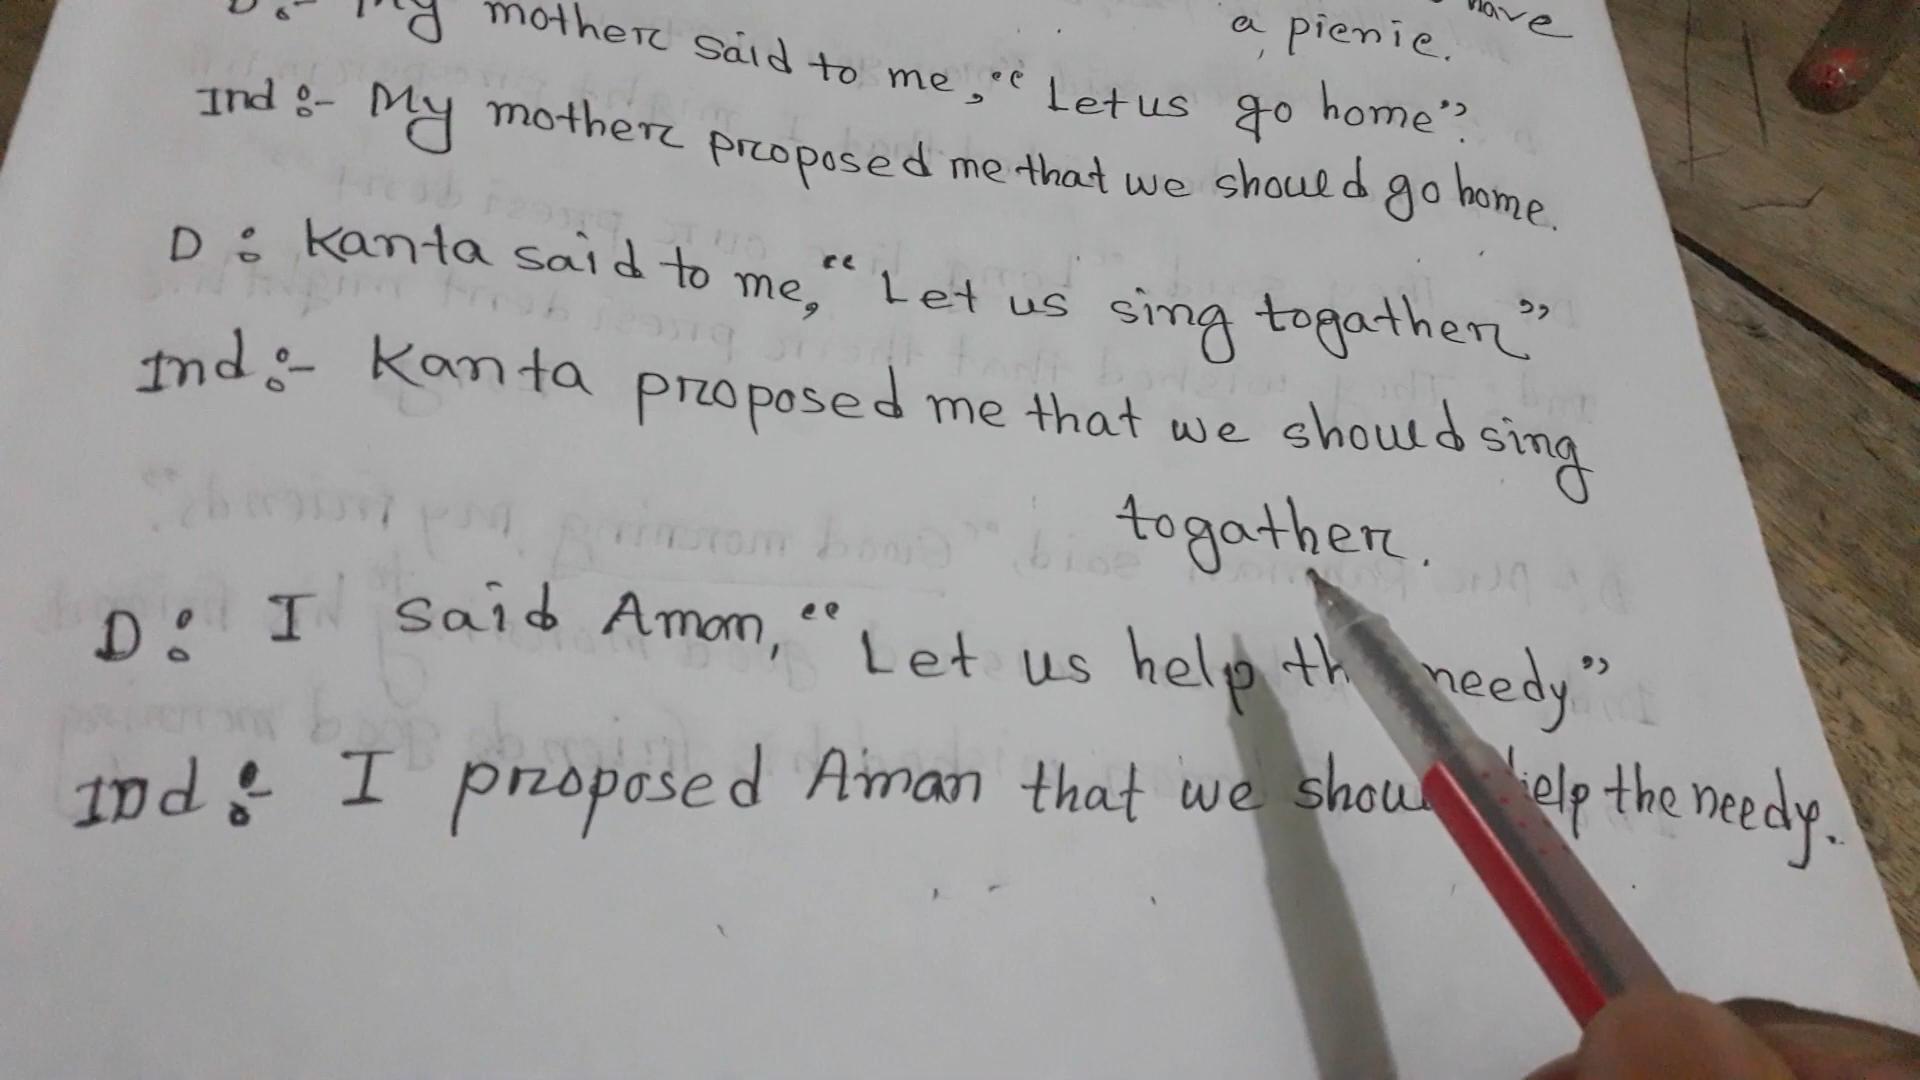 have
a picnic.
D:- My mother said to me, "Let us go home".
Ind:- My mother proposed me that we should go home.
D: Kanta said to me, "Let us sing togather"
Ind:- Kanta proposed me that we should sing
togather.
D: I said Aman, "Let us help the needy"
Ind:- I proposed Aman that we should help the needy.